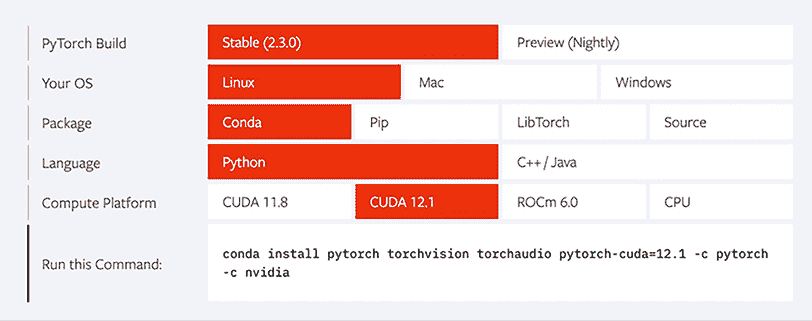 PyTorch Build Stable (2.3.0) Preview (Nightly)
Your OS Linux Mac Windows
Package Conda Pip LibTorch Source
Language Python C++ / Java
Compute Platform CUDA 11.8 CUDA 12.1 ROCm 6.0 CPU
Run this Command: conda install pytorch torchvision torchaudio pytorch-cuda=12.1 -c pytorch
-c nvidia